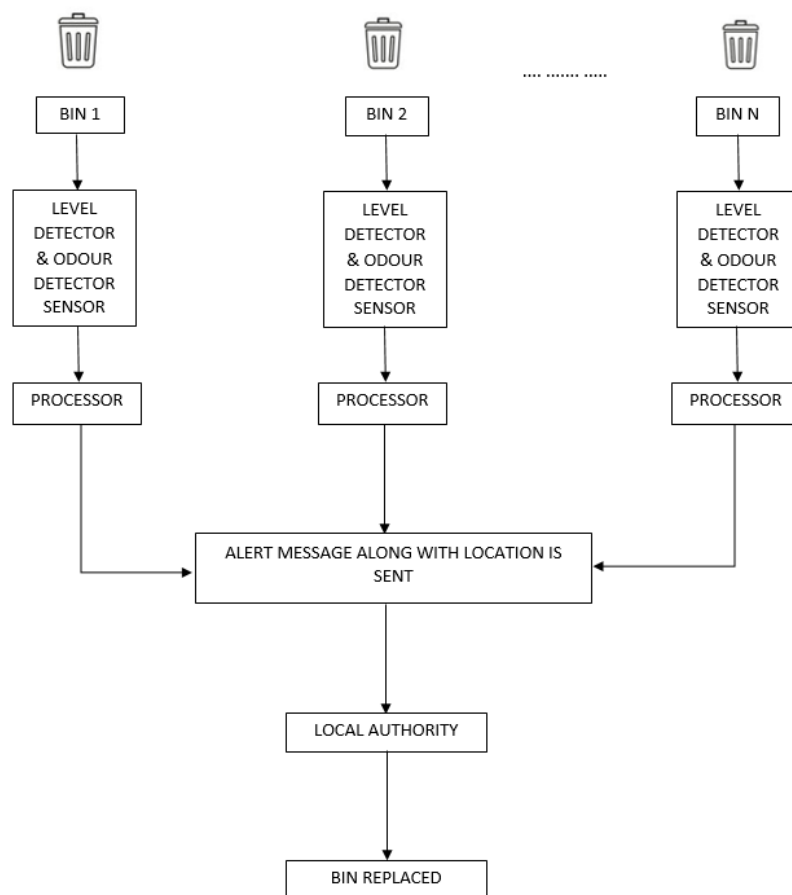 .... ....... .....
BIN 1
BIN 2
BIN N
LEVEL
DETECTOR
& ODOUR
DETECTOR
SENSOR
LEVEL
DETECTOR
& ODOUR
DETECTOR
SENSOR
LEVEL
DETECTOR
& ODOUR
DETECTOR
SENSOR
PROCESSOR
PROCESSOR
PROCESSOR
ALERT MESSAGE ALONG WITH LOCATION IS
SENT
LOCAL AUTHORITY
BIN REPLACED